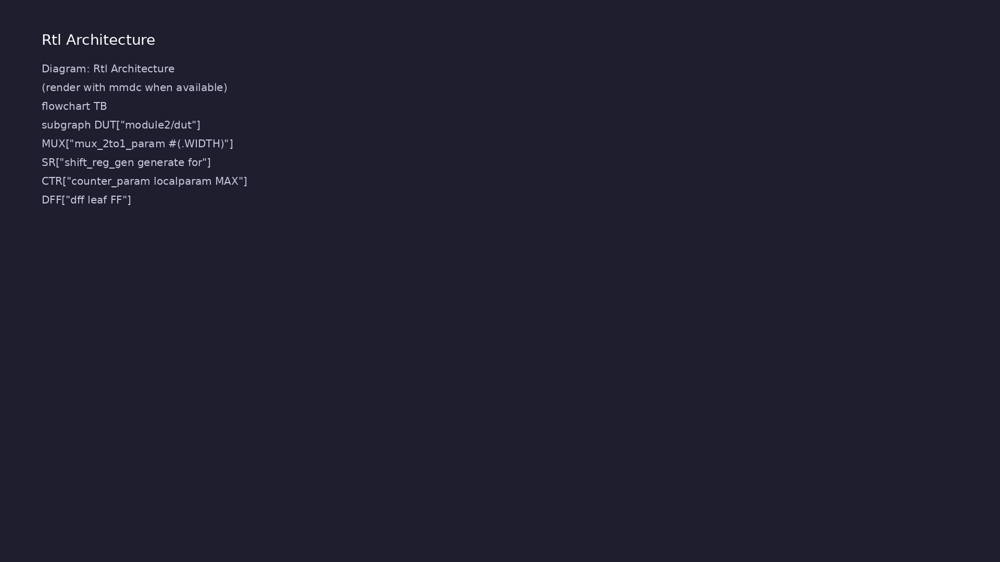 Rtl Architecture
Diagram: Rtl Architecture
(render with mmdc when available)
flowchart TB
subgraph DUT["module2/dut"]
MUX["mux_2to1_param #(.WIDTH)"]
SR["shift_reg_gen generate for"]
CTR["counter_param localparam MAX"]
DFF["dff leaf FF"]